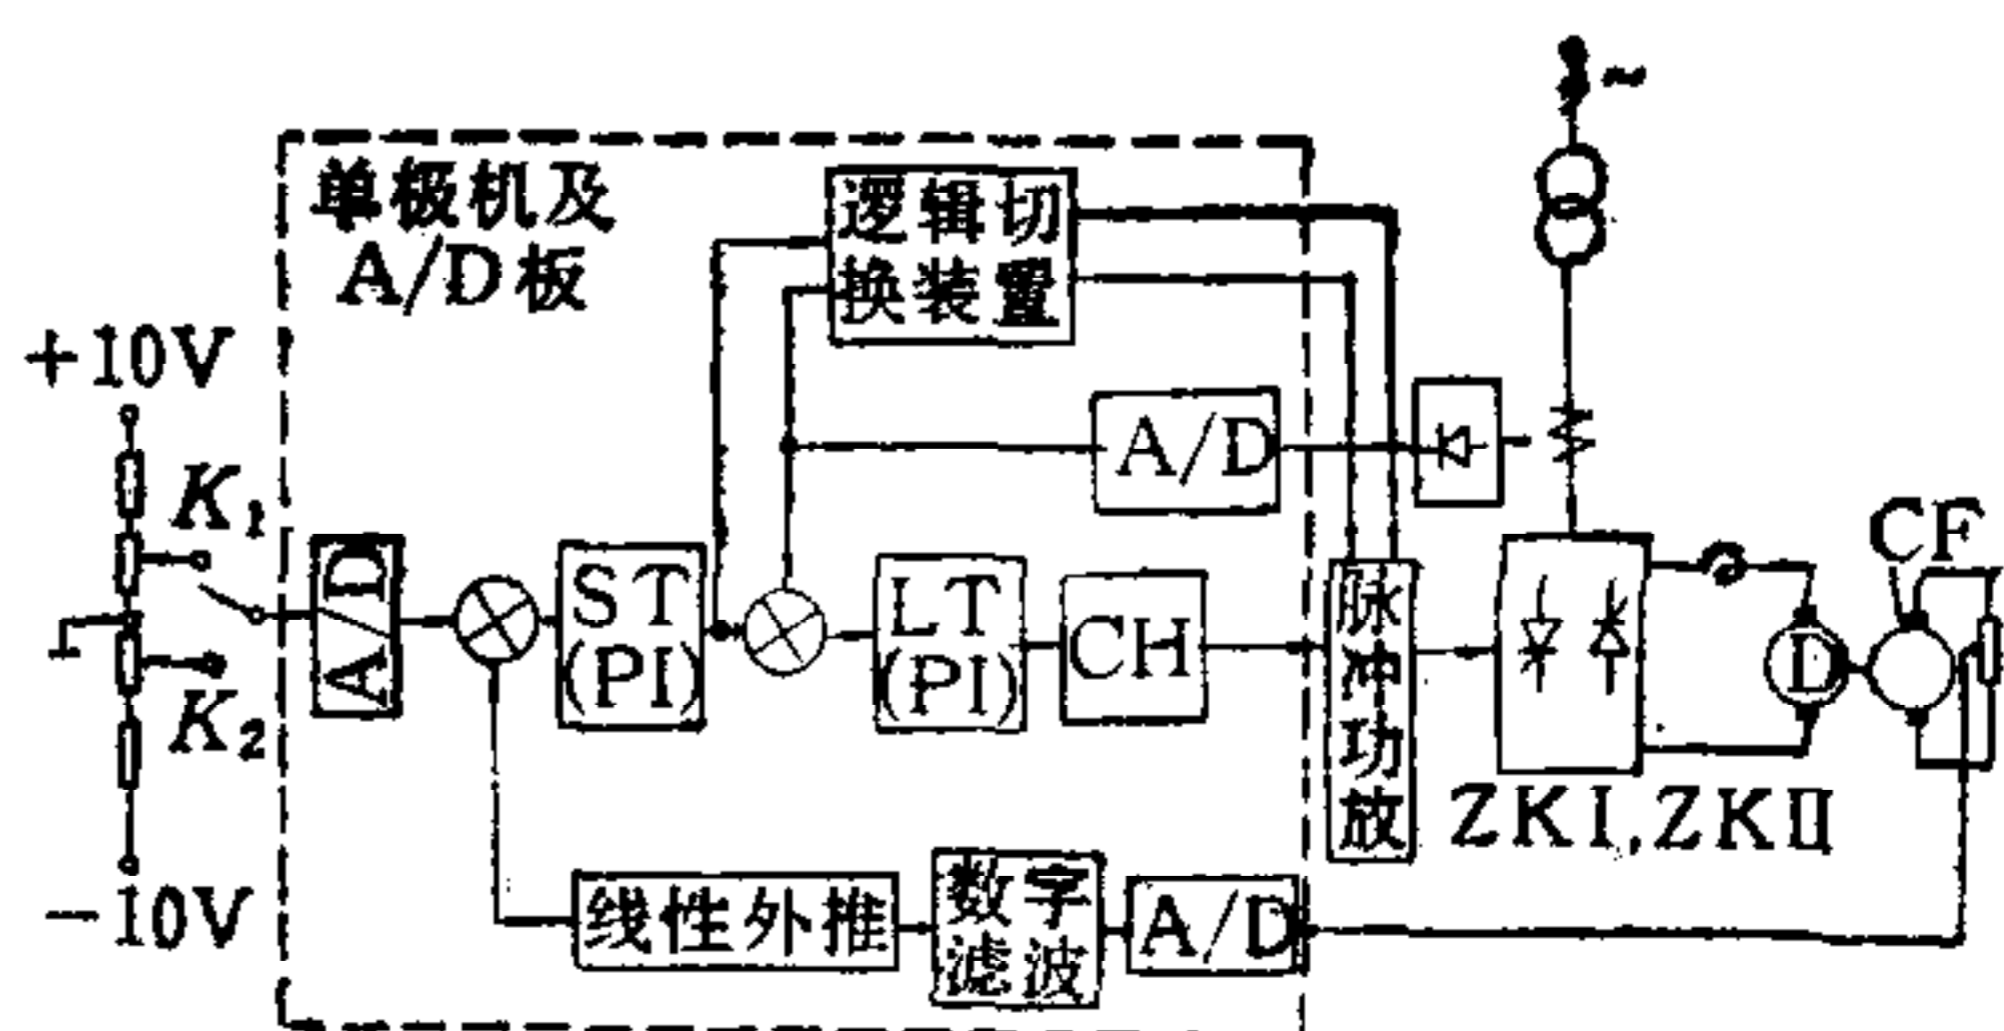 单极机及
A/D板
逻辑切
换装置
~
+10V
K₁
K₂
-10V
A/D
A/D
ST
(PI)
LT
(PI)
CH
脉
冲
功
放
D
CF
ZKⅠ,ZKⅡ
线性外推
数字
滤波
A/D